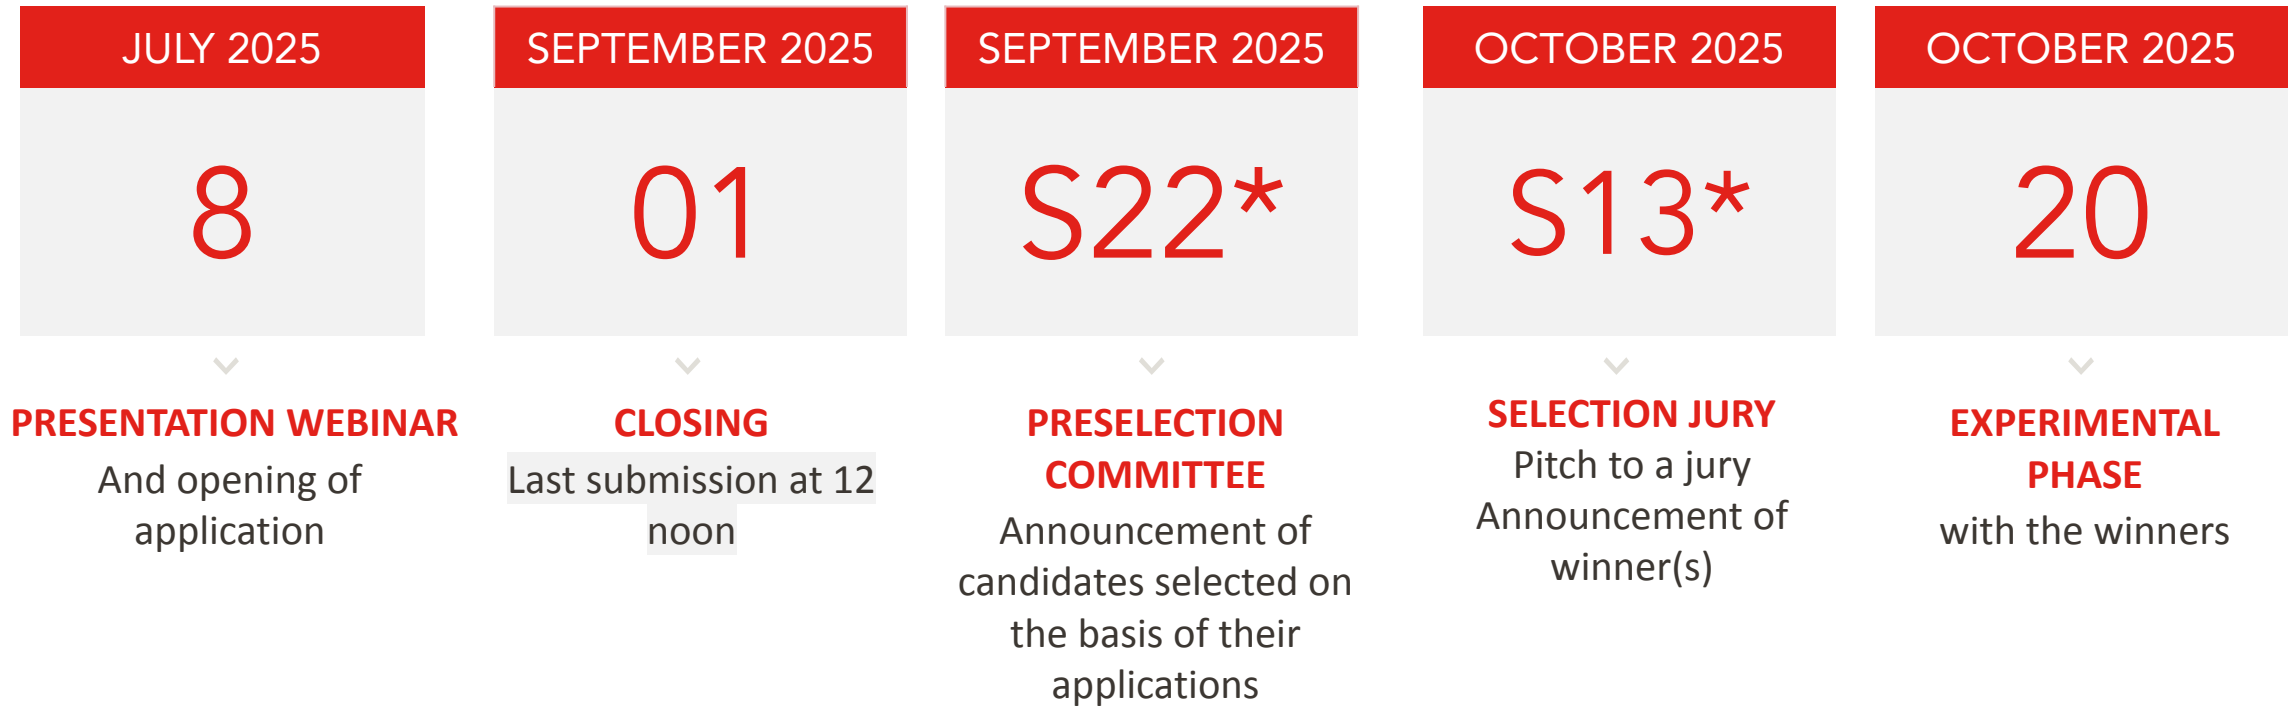 JULY 2025
8
PRESENTATION WEBINAR
And opening of
application
SEPTEMBER 2025
01
CLOSING
Last submission at 12
noon
SEPTEMBER 2025
S22*
PRESELECTION
COMMITTEE
Announcement of
candidates selected on
the basis of their
applications
OCTOBER 2025
S13*
SELECTION JURY
Pitch to a jury
Announcement of
winner(s)
OCTOBER 2025
20
EXPERIMENTAL
PHASE
with the winners